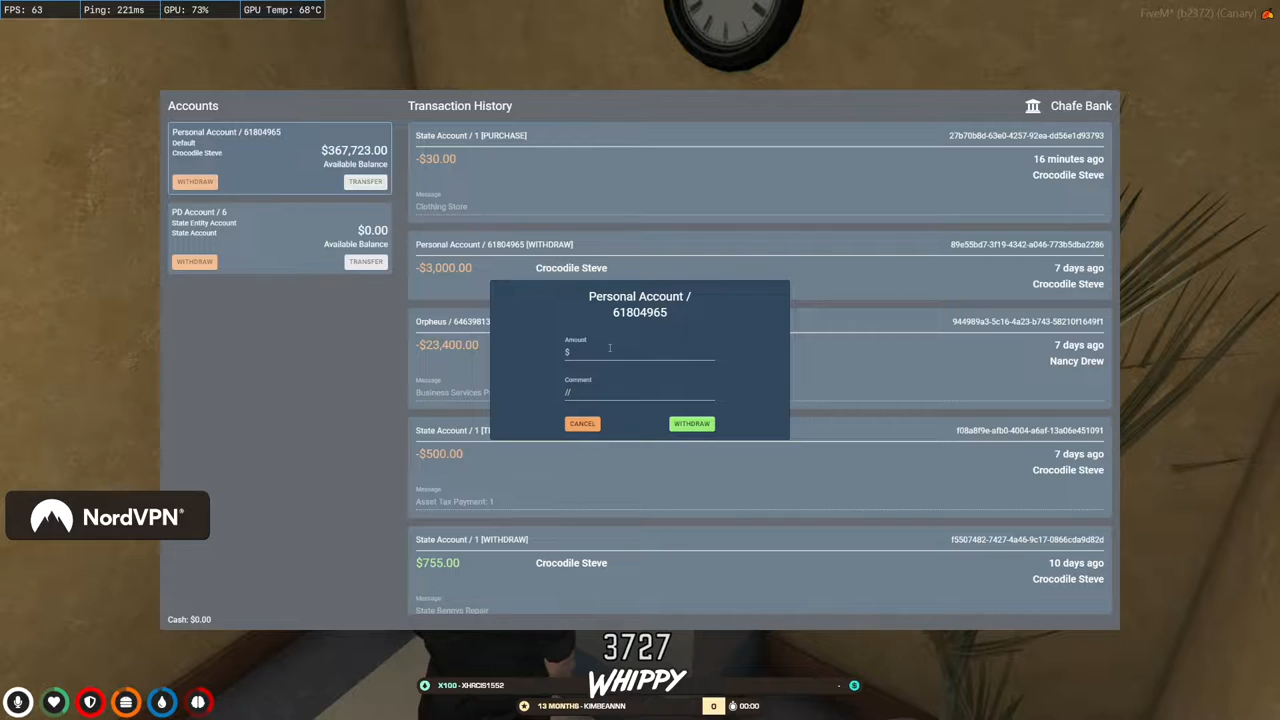 FPS: 63 Ping: 221ms GPU: 73% GPU Temp: 68°C
FiveM* (b2372) (Canary)
Accounts
Transaction History
Chafe Bank
Personal Account / 61804965
Default
Crocodile Steve
$367,723.00
Available Balance
WITHDRAW
TRANSFER
PD Account / 6
State Entity Account
State Account
$0.00
Available Balance
WITHDRAW
TRANSFER
Cash: $0.00
State Account / 1 [PURCHASE]
27b70b8d-63e0-4257-92ea-dd56e1d93793
-$30.00
16 minutes ago
Crocodile Steve
Message
Clothing Store
Personal Account / 61804965 [WITHDRAW]
89e55bd7-3f19-4342-a046-773b5dba2286
-$3,000.00
Crocodile Steve
7 days ago
Crocodile Steve
Orpheus / 64639813
944989a3-5c16-4a23-b743-58210f1649f1
-$23,400.00
7 days ago
Nancy Drew
Message
Business Services P
State Account / 1 [T
f08a8f9e-afb0-4004-a6af-13a06e451091
-$500.00
7 days ago
Crocodile Steve
Message
Asset Tax Payment: 1
State Account / 1 [WITHDRAW]
f5507482-7427-4a46-9c17-0866cda9d82d
$755.00
Crocodile Steve
10 days ago
Crocodile Steve
Message
State Bennys Repair
Personal Account /
61804965
Amount
$
Comment
//
CANCEL
WITHDRAW
NordVPN®
3727
WHIPPY
X100 - XHRCIS1552
- S
13 MONTHS - KIMBEANNN
0 00:00